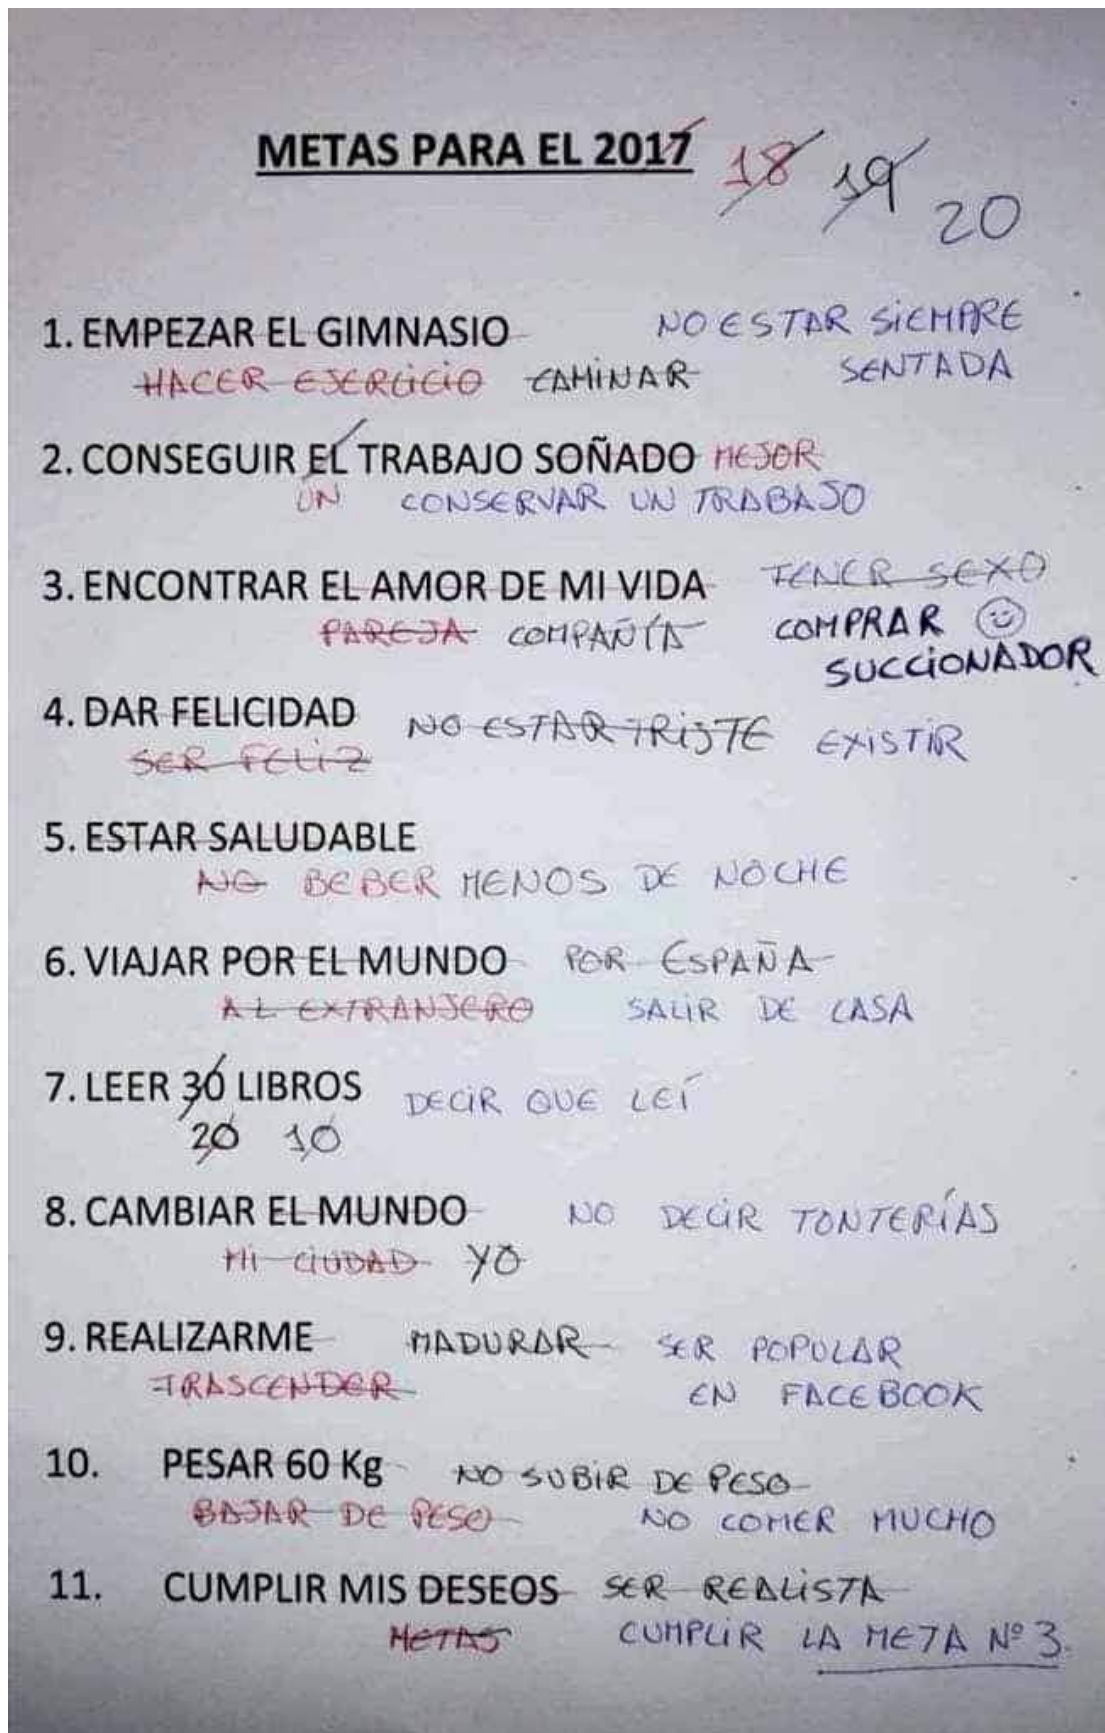 METAS PARA EL 2017 18 19 20
1. EMPEZAR EL GIMNASIO NO ESTAR SIEMPRE
HACER EJERCICIO CAMINAR SENTADA
2. CONSEGUIR EL TRABAJO SOÑADO MEJOR
UN CONSERVAR UN TRABAJO
3. ENCONTRAR EL AMOR DE MI VIDA TENER SEXO
PAREJA COMPAÑÍA COMPRAR
SUCCIONADOR
4. DAR FELICIDAD NO ESTAR TRISTE EXISTIR
SER FELIZ
5. ESTAR SALUDABLE
NO BEBER MENOS DE NOCHE
6. VIAJAR POR EL MUNDO POR ESPAÑA
AL EXTRANJERO SALIR DE CASA
7. LEER 30 LIBROS DECIR QUE LEÍ
20 10
8. CAMBIAR EL MUNDO NO DECIR TONTERÍAS
MI CIUDAD YO
9. REALIZARME MADURAR SER POPULAR
TRASCENDER EN FACEBOOK
10. PESAR 60 Kg NO SUBIR DE PESO
BAJAR DE PESO NO COMER MUCHO
11. CUMPLIR MIS DESEOS SER REALISTA
METAS CUMPLIR LA META Nº 3.